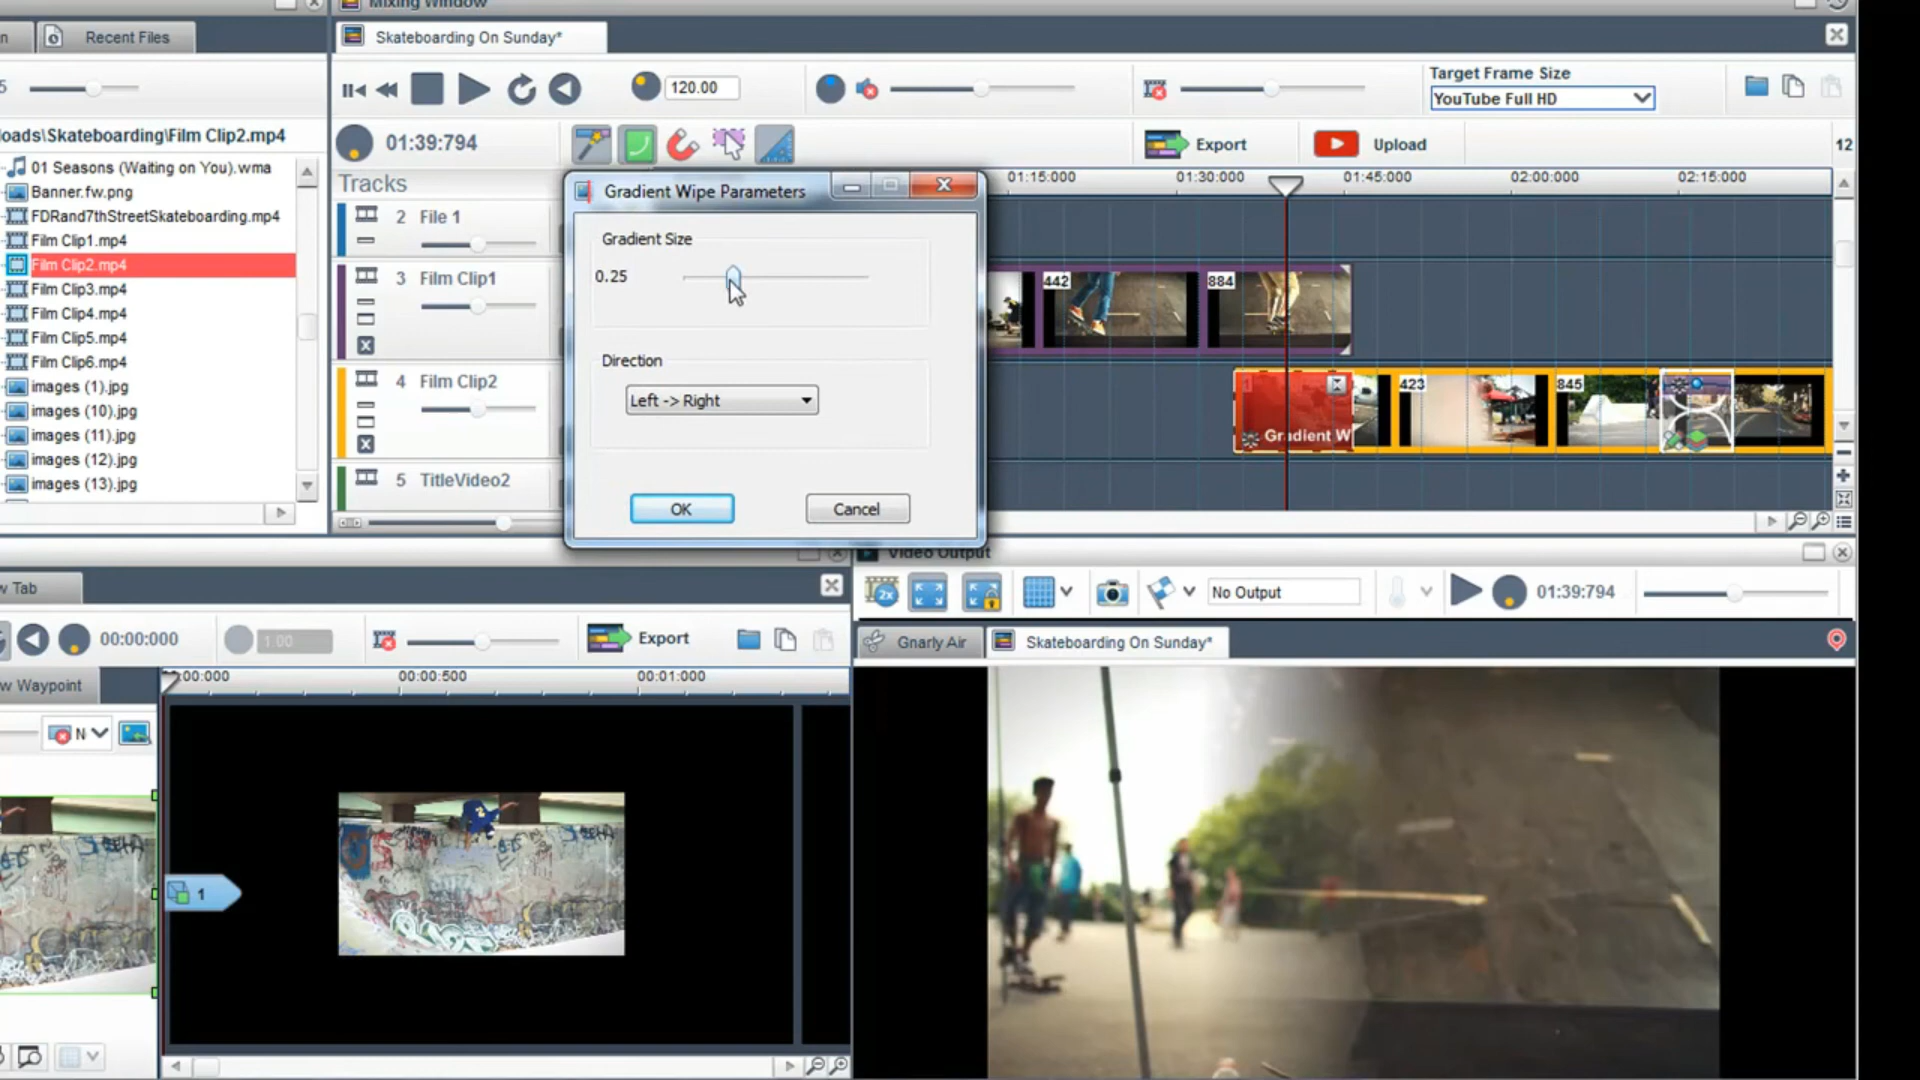 Mixing Window
Recent Files
Skateboarding On Sunday*
120.00
Target Frame Size
YouTube Full HD
oads\Skateboarding\Film Clip2.mp4
01:39:794
Export
Upload
12
01 Seasons (Waiting on You).wma
Banner.fw.png
FDRand7thStreetSkateboarding.mp4
Film Clip1.mp4
Film Clip2.mp4
Film Clip3.mp4
Film Clip4.mp4
Film Clip5.mp4
Film Clip6.mp4
images (1).jpg
images (10).jpg
images (11).jpg
images (12).jpg
images (13).jpg
Tracks
2 File 1
3 Film Clip1
4 Film Clip2
5 TitleVideo2
Gradient Wipe Parameters
Gradient Size
0.25
Direction
Left -> Right
OK
Cancel
01:15:000
01:30:000
01:45:000
02:00:000
02:15:000
442
884
1
423
845
Gradient W
w Tab
00:00:000
1.00
Export
w Waypoint
:00:000
00:00:500
00:01:000
N
1
Video Output
2x
No Output
01:39:794
Gnarly Air
Skateboarding On Sunday*